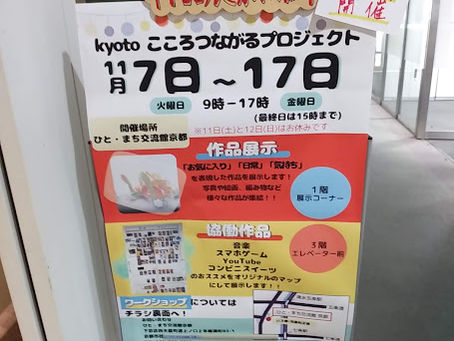 開催
kyoto こころつながるプロジェクト
11月7日～17日
火曜日 9時－17時 金曜日
(最終日は15時まで)
開催場所
ひと・まち交流館京都
※11日(土)と12日(日)はお休みです
作品展示
「お気に入り」「日常」「気持ち」
を表現した作品を展示します！
写真や絵画、編み物など
様々な作品が集結！！
1階
展示コーナー
協働作品
音楽
スマホゲーム
YouTube
コンビニスイーツ
のおススメをオリジナルのマップ
にして展示します！
3階
エレベーター前
ワークショップについては
チラシ裏面へ！
ひと・まち交流館 京都